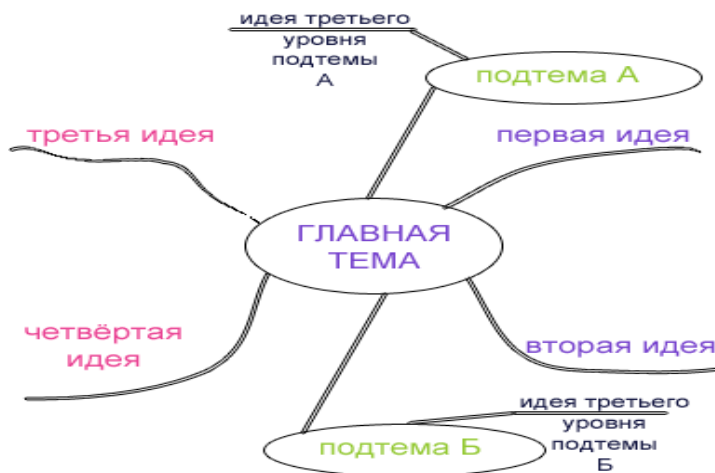 идея третьего
уровня
подтемы
А
подтема А
третья идея
первая идея
ГЛАВНАЯ
ТЕМА
четвёртая
идея
вторая идея
идея третьего
уровня
подтемы
Б
подтема Б